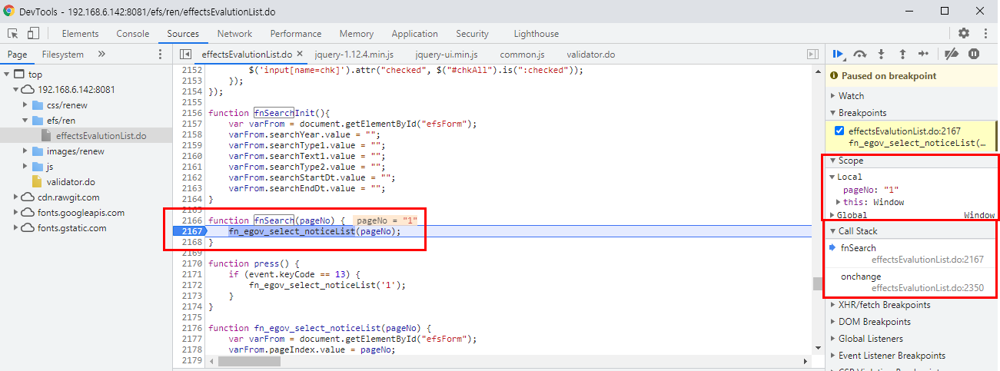 DevTools - 192.168.6.142:8081/efs/ren/effectsEvalutionList.do
Elements Console Sources Network Performance Memory Application Security Lighthouse
Page Filesystem »
effectsEvalutionList.do × jquery-1.12.4.min.js jquery-ui.min.js common.js validator.do
top
192.168.6.142:8081
css/renew
efs/ren
effectsEvalutionList.do
images/renew
js
validator.do
cdn.rawgit.com
fonts.googleapis.com
fonts.gstatic.com
2152 $('input[name=chk]').attr("checked", $("#chkAll").is(":checked"));
2153 });
2154 });
2155
2156 function fnSearchInit(){
2157 var varFrom = document.getElementById("efsForm");
2158 varFrom.searchYear.value = "";
2159 varFrom.searchType1.value = "";
2160 varFrom.searchText1.value = "";
2161 varFrom.searchType2.value = "";
2162 varFrom.searchStartDt.value = "";
2163 varFrom.searchEndDt.value = "";
2164 }
2265
2166 function fnSearch(pageNo) { pageNo = "1"
2167 fn_egov_select_noticeList(pageNo);
2168 }
2169
2170 function press() {
2171 if (event.keyCode == 13) {
2172 fn_egov_select_noticeList('1');
2173 }
2174 }
2175
2176 function fn_egov_select_noticeList(pageNo) {
2177 var varFrom = document.getElementById("efsForm");
2178 varFrom.pageIndex.value = pageNo;
2179
Paused on breakpoint
Watch
Breakpoints
effectsEvalutionList.do:2167
fn_egov_select_noticeList(…
Scope
Local
pageNo: "1"
this: Window
Global Window
Call Stack
fnSearch
effectsEvalutionList.do:2167
onchange
effectsEvalutionList.do:2350
XHR/fetch Breakpoints
DOM Breakpoints
Global Listeners
Event Listener Breakpoints